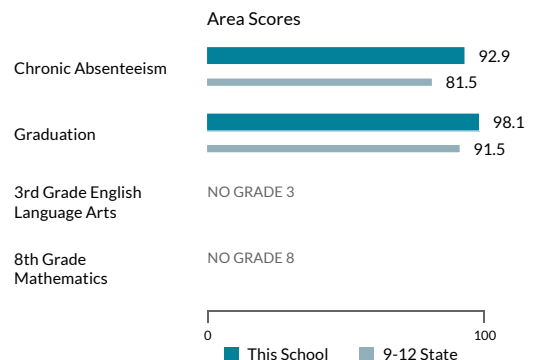 Area Scores
Chronic Absenteeism
92.9
81.5
Graduation
98.1
91.5
3rd Grade English
Language Arts
NO GRADE 3
8th Grade
Mathematics
NO GRADE 8
0
100
This School
9-12 State